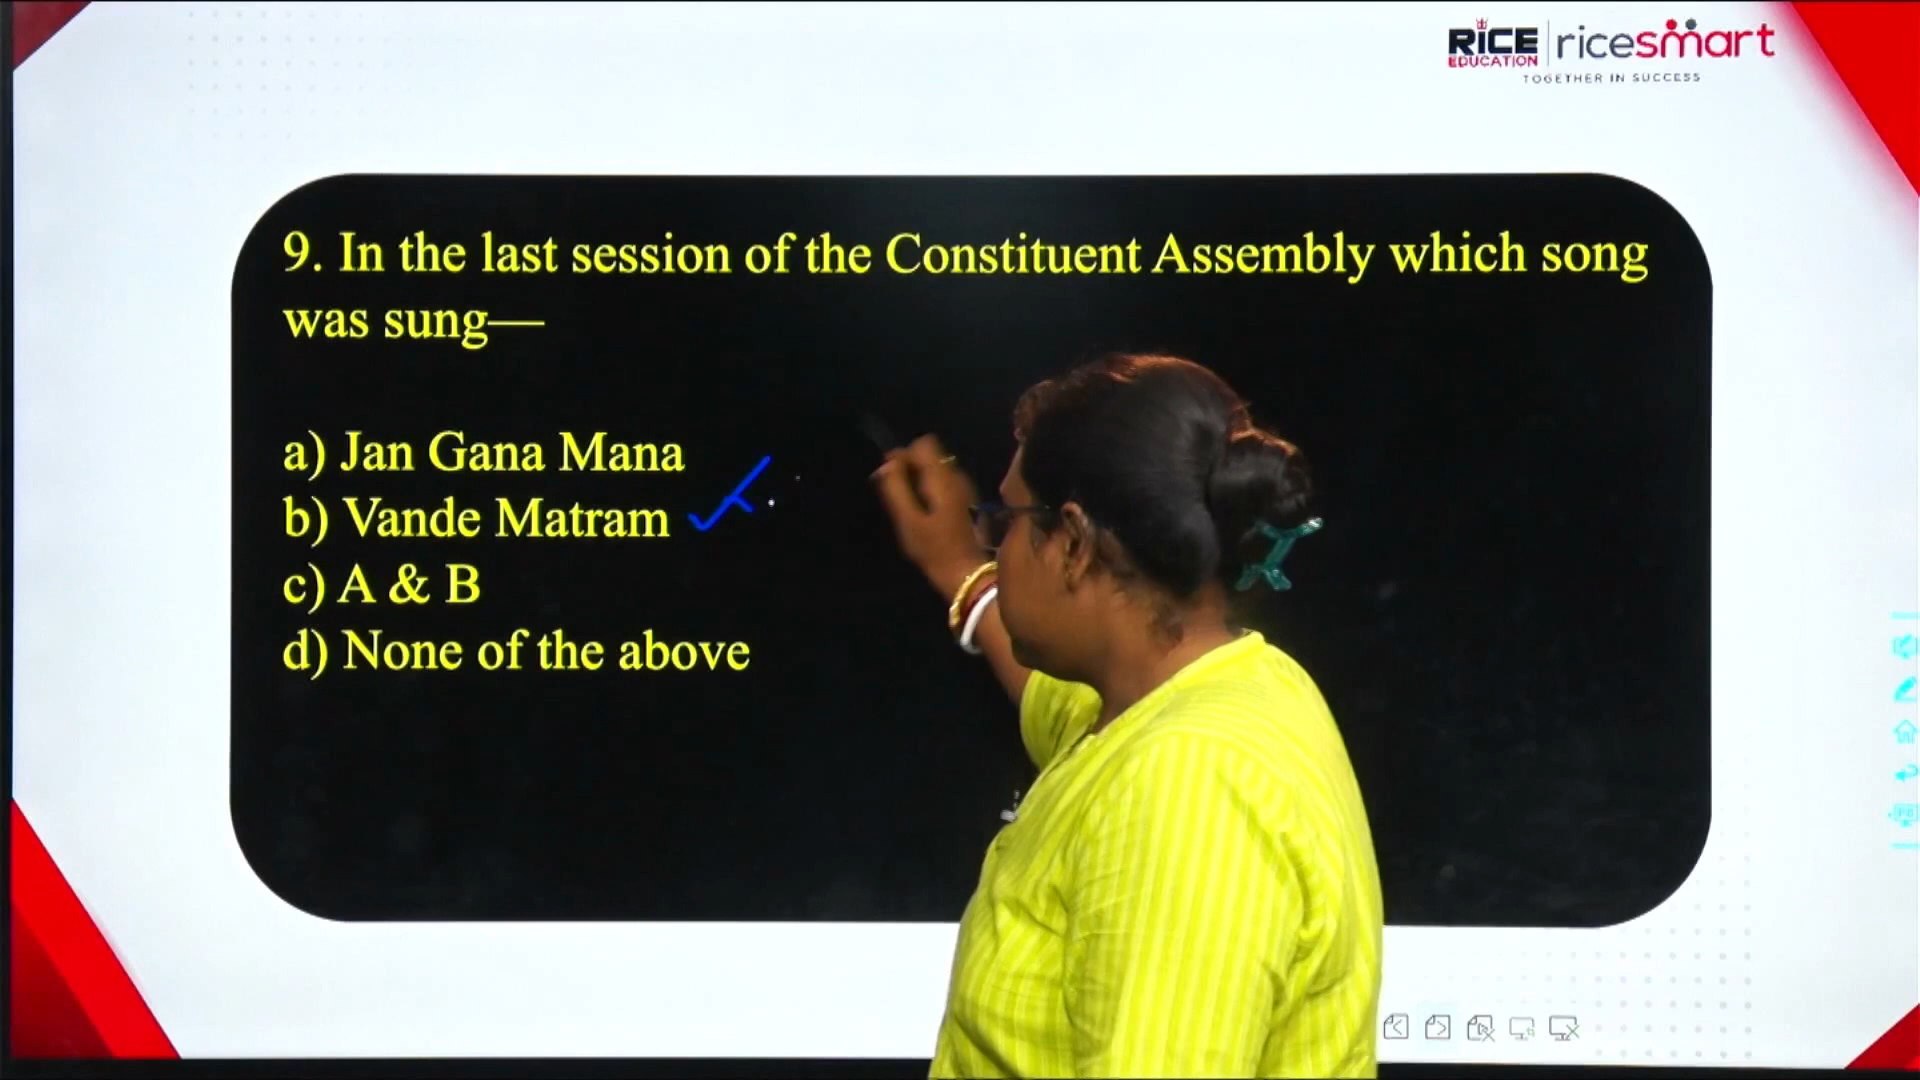 RICE
EDUCATION
ricesmart
TOGETHER IN SUCCESS
9. In the last session of the Constituent Assembly which song
was sung—
a) Jan Gana Mana
b) Vande Matram
c) A & B
d) None of the above